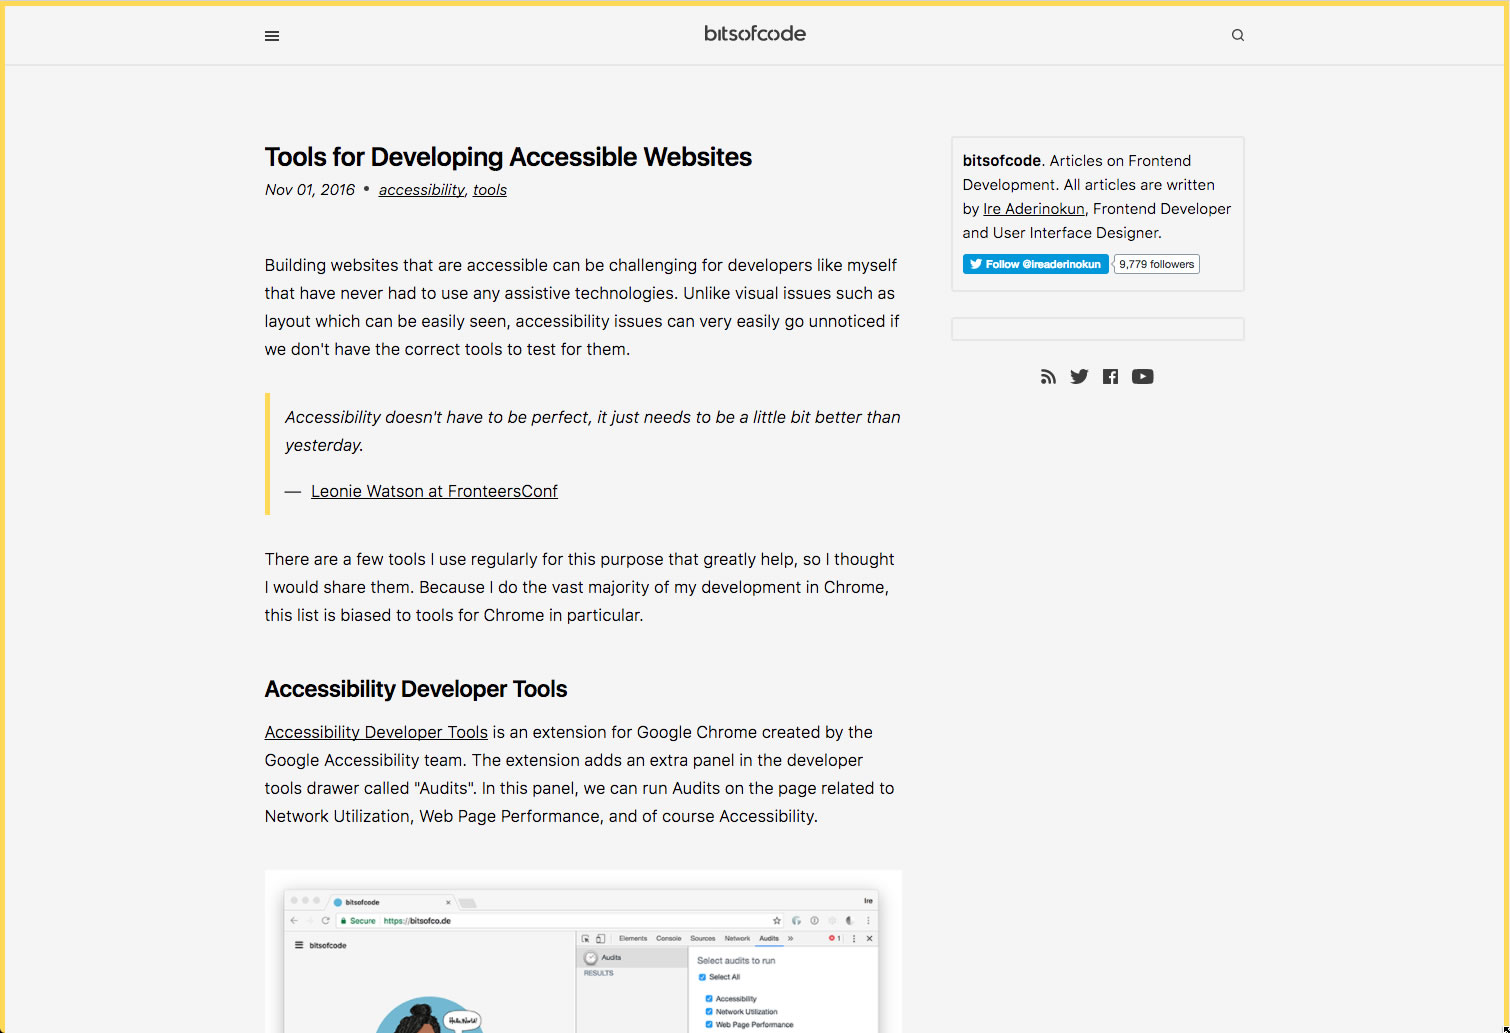 bitsofcode
Tools for Developing Accessible Websites
Nov 01, 2016 • accessibility, tools
Building websites that are accessible can be challenging for developers like myself
that have never had to use any assistive technologies. Unlike visual issues such as
layout which can be easily seen, accessibility issues can very easily go unnoticed if
we don't have the correct tools to test for them.
Accessibility doesn't have to be perfect, it just needs to be a little bit better than
yesterday.
— Leonie Watson at FronteersConf
There are a few tools I use regularly for this purpose that greatly help, so I thought
I would share them. Because I do the vast majority of my development in Chrome,
this list is biased to tools for Chrome in particular.
Accessibility Developer Tools
Accessibility Developer Tools is an extension for Google Chrome created by the
Google Accessibility team. The extension adds an extra panel in the developer
tools drawer called "Audits". In this panel, we can run Audits on the page related to
Network Utilization, Web Page Performance, and of course Accessibility.
bitsofcode
Ire
Secure https://bitsofco.de
bitsofcode
Elements Console Sources Network Audits » 1
Audits
RESULTS
Select audits to run
Select All
Accessibility
Network Utilization
Web Page Performance
Hello, World!
bitsofcode. Articles on Frontend
Development. All articles are written
by Ire Aderinokun, Frontend Developer
and User Interface Designer.
Follow @ireaderinokun 9,779 followers